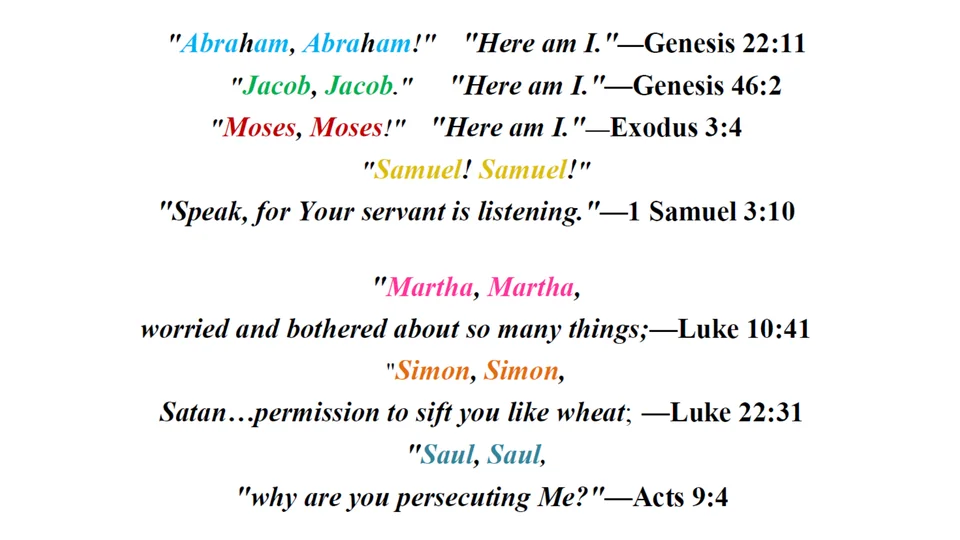 "Abraham, Abraham!" "Here am I."—Genesis 22:11
"Jacob, Jacob." "Here am I."—Genesis 46:2
"Moses, Moses!" "Here am I."—Exodus 3:4
"Samuel! Samuel!"
"Speak, for Your servant is listening."—1 Samuel 3:10
"Martha, Martha,
worried and bothered about so many things;—Luke 10:41
"Simon, Simon,
Satan…permission to sift you like wheat; —Luke 22:31
"Saul, Saul,
"why are you persecuting Me?"—Acts 9:4